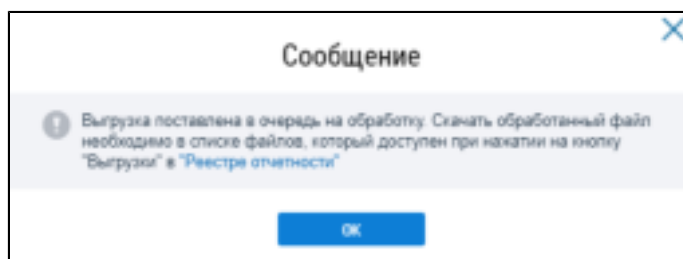 Сообщение
Выгрузка поставлена в очередь на обработку. Скачать обработанный файл
необходимо в списке файлов, который доступен при нажатии на кнопку
"Выгрузки" в "Реестре отчетности"
ОК